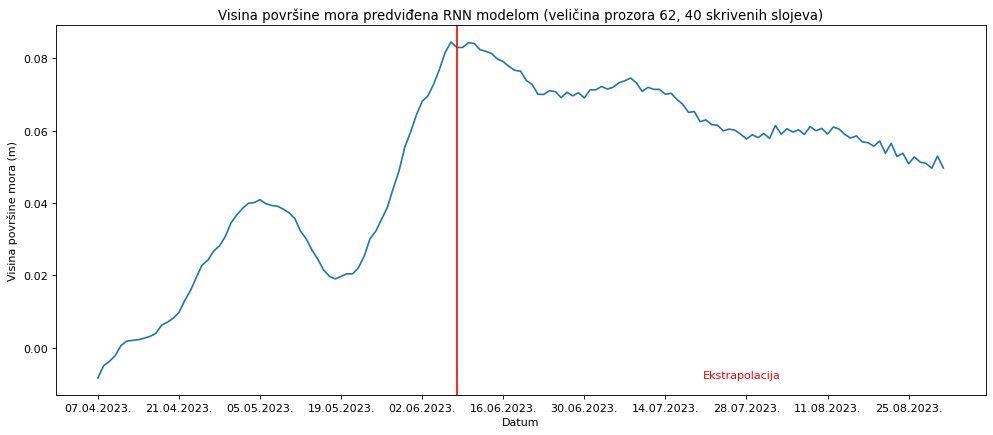 Visina površine mora predviđena RNN modelom (veličina prozora 62, 40 skrivenih slojeva)
Visina površine mora (m)
0.08
0.06
0.04
0.02
0.00
Ekstrapolacija
07.04.2023. 21.04.2023. 05.05.2023. 19.05.2023. 02.06.2023. 16.06.2023. 30.06.2023. 14.07.2023. 28.07.2023. 11.08.2023. 25.08.2023.
Datum